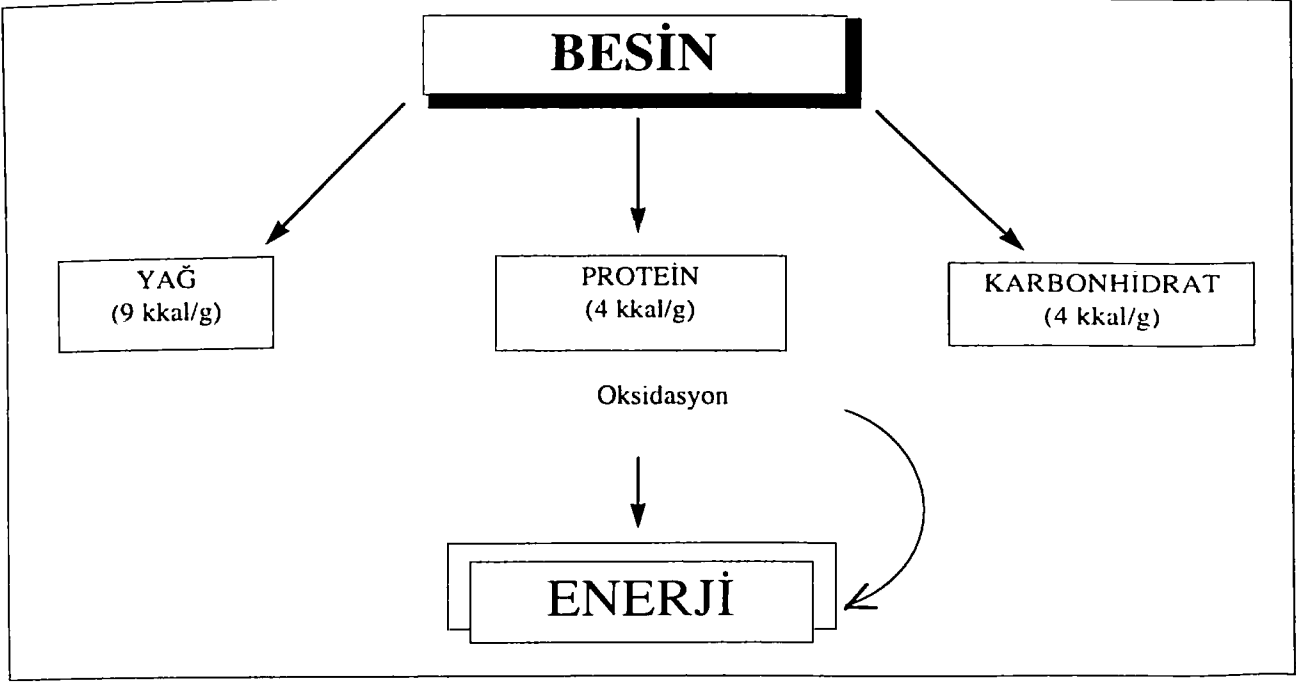 BESİN
YAĞ
(9 kkal/g)
PROTEİN
(4 kkal/g)
KARBONHİDRAT
(4 kkal/g)
Oksidasyon
ENERJİ